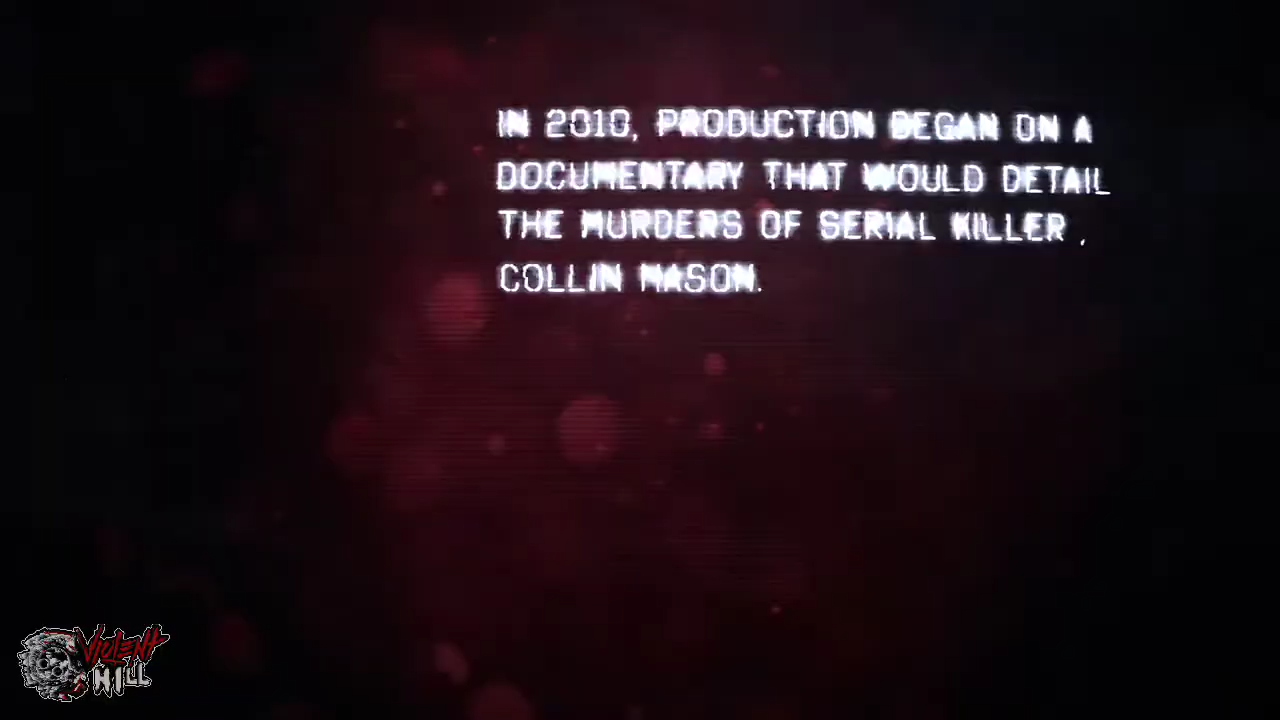 IN 2010, PRODUCTION BEGAN ON A
DOCUMENTARY THAT WOULD DETAIL
THE MURDERS OF SERIAL KILLER ,
COLLIN MASON.
VIOLENT
HILL